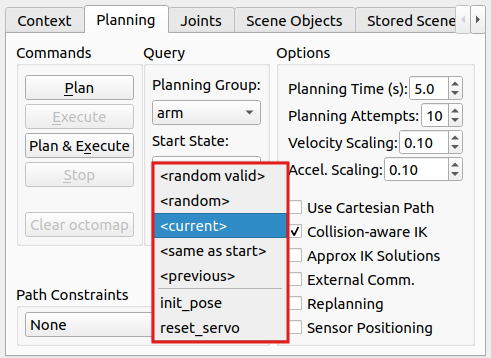 Context
Planning
Joints
Scene Objects
Stored Scene
Commands
Plan
Execute
Plan & Execute
Stop
Clear octomap
Query
Planning Group:
arm
Start State:
<random valid>
<random>
<current>
<same as start>
<previous>
init_pose
reset_servo
Options
Planning Time (s): 5.0
Planning Attempts: 10
Velocity Scaling: 0.10
Accel. Scaling: 0.10
Use Cartesian Path
Collision-aware IK
Approx IK Solutions
External Comm.
Replanning
Sensor Positioning
Path Constraints
None